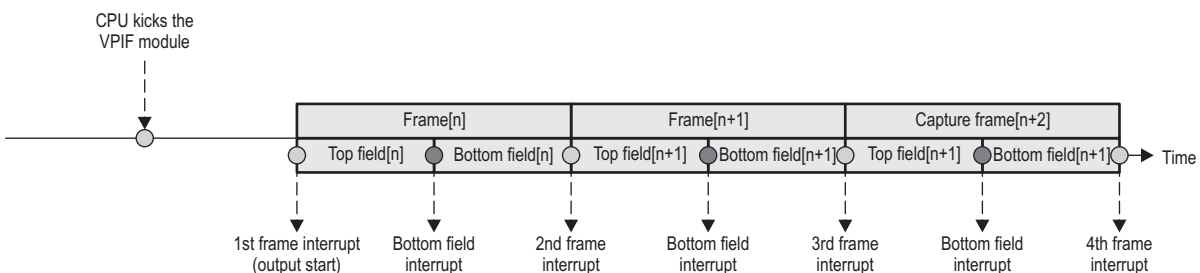 CPU kicks the
VPIF module
Frame[n]
Frame[n+1]
Capture frame[n+2]
Top field[n]
Bottom field[n]
Top field[n+1]
Bottom field[n+1]
Top field[n+1]
Bottom field[n+1]
Time
1st frame interrupt
(output start)
Bottom field
interrupt
2nd frame
interrupt
Bottom field
interrupt
3rd frame
interrupt
Bottom field
interrupt
4th frame
interrupt